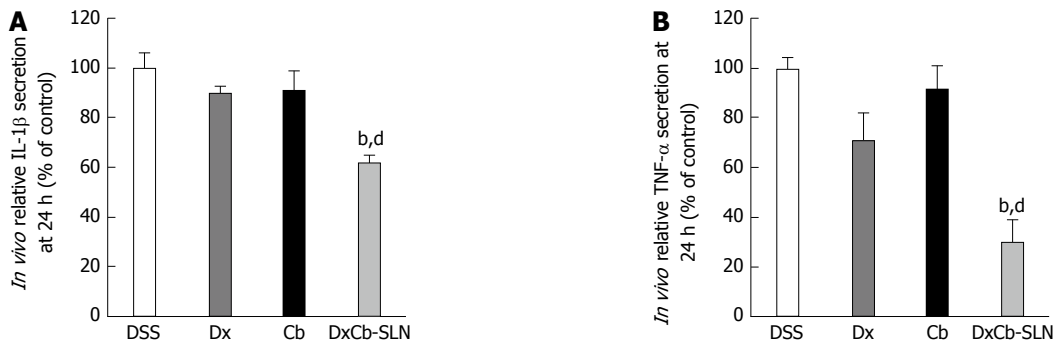 A
In vivo relative IL-1β secretion
at 24 h (% of control)
120
100
80
60
40
20
0
b,d
DSS
Dx
Cb
DxCb-SLN
B
In vivo relative TNF-α secretion at
24 h (% of control)
120
100
80
60
40
20
0
b,d
DSS
Dx
Cb
DxCb-SLN